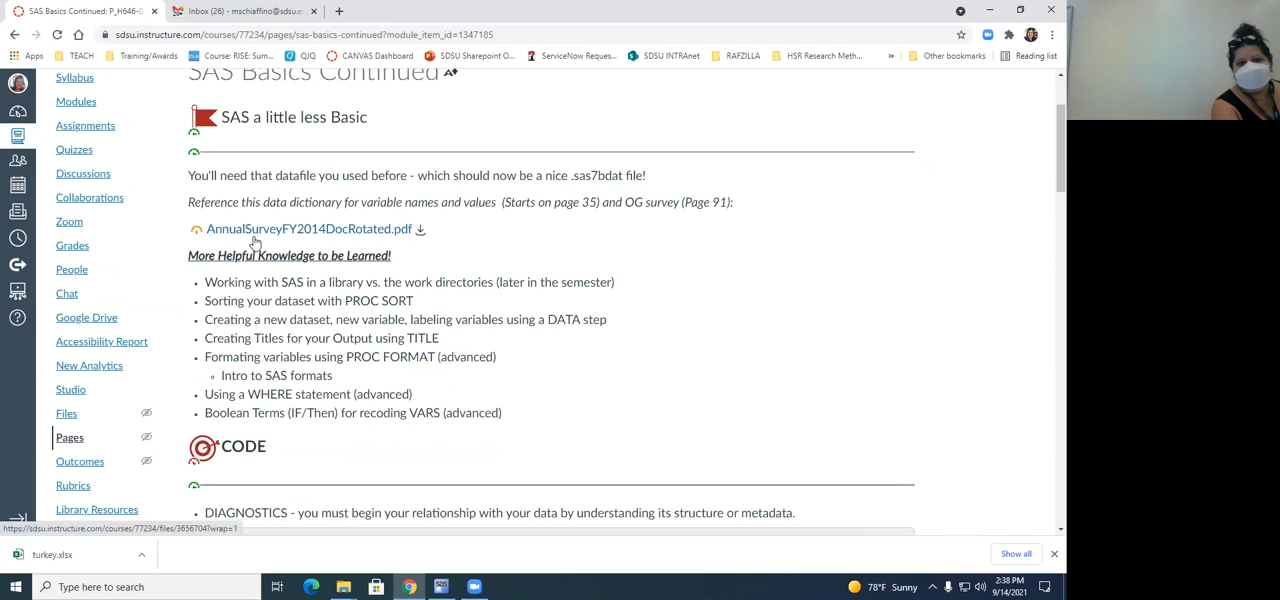 SAS Basics Continued: P_H646-0
Inbox (26) - mschiaffino@sdsu.e
sdsu.instructure.com/courses/77234/pages/sas-basics-continued?module_item_id=1347185
Apps TEACH Training/Awards Course: RISE: Sum... QJQ CANVAS Dashboard SDSU Sharepoint O... ServiceNow Reques... SDSU INTRAnet RAFZILLA HSR Research Meth... » Other bookmarks Reading list
SAS Basics Continued
Syllabus
Modules
Assignments
Quizzes
Discussions
Collaborations
Zoom
Grades
People
Chat
Google Drive
Accessibility Report
New Analytics
Studio
Files
Pages
Outcomes
Rubrics
Library Resources
SAS a little less Basic
You'll need that datafile you used before - which should now be a nice .sas7bdat file!
Reference this data dictionary for variable names and values (Starts on page 35) and OG survey (Page 91):
AnnualSurveyFY2014DocRotated.pdf
More Helpful Knowledge to be Learned!
Working with SAS in a library vs. the work directories (later in the semester)
Sorting your dataset with PROC SORT
Creating a new dataset, new variable, labeling variables using a DATA step
Creating Titles for your Output using TITLE
Formating variables using PROC FORMAT (advanced)
Intro to SAS formats
Using a WHERE statement (advanced)
Boolean Terms (IF/Then) for recoding VARS (advanced)
CODE
DIAGNOSTICS - you must begin your relationship with your data by understanding its structure or metadata.
https://sdsu.instructure.com/courses/77234/files/3656704?wrap=1
turkey.xlsx
Show all
Type here to search
78°F Sunny
2:38 PM
9/14/2021